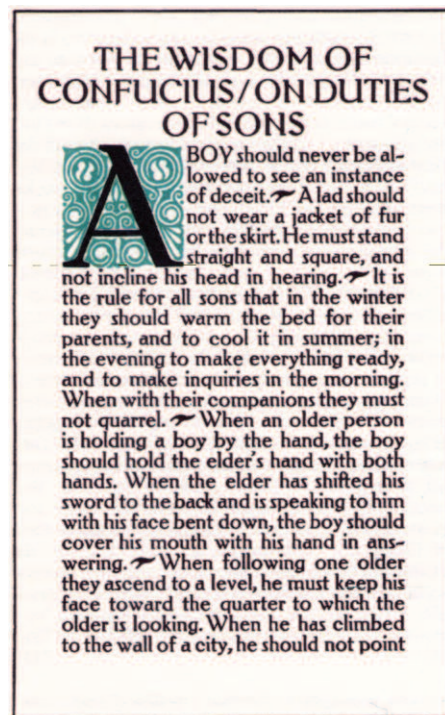 THE WISDOM OF
CONFUCIUS/ON DUTIES
OF SONS
A BOY should never be al-
lowed to see an instance
of deceit. A lad should
not wear a jacket of fur
or the skirt. He must stand
straight and square, and
not incline his head in hearing. It is
the rule for all sons that in the winter
they should warm the bed for their
parents, and to cool it in summer; in
the evening to make everything ready,
and to make inquiries in the morning.
When with their companions they must
not quarrel. When an older person
is holding a boy by the hand, the boy
should hold the elder's hand with both
hands. When the elder has shifted his
sword to the back and is speaking to him
with his face bent down, the boy should
cover his mouth with his hand in ans-
wering. When following one older
they ascend to a level, he must keep his
face toward the quarter to which the
older is looking. When he has climbed
to the wall of a city, he should not point